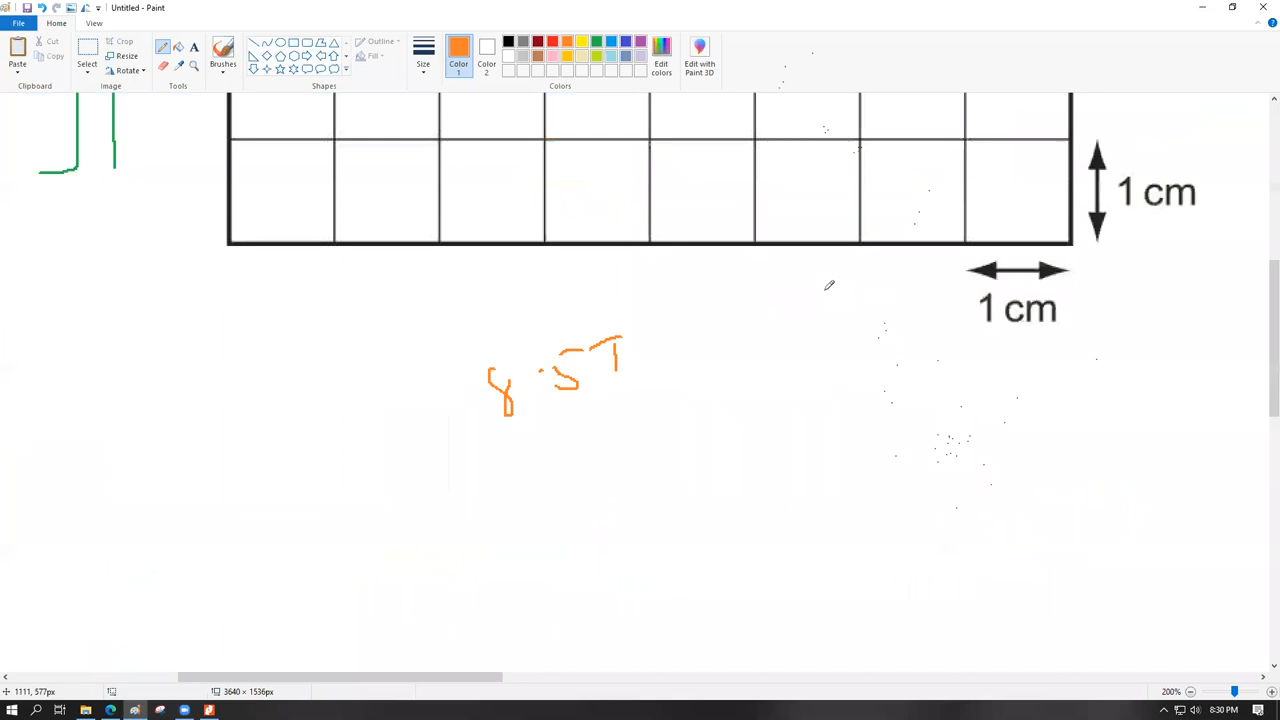 Untitled - Paint
File
Home
View
Paste
Cut
Copy
Clipboard
Select
Crop
Resize
Rotate
Image
Tools
Brushes
Shapes
Outline
Fill
Size
Color 1
Color 2
Edit colors
Colors
Edit with Paint 3D
1 cm
1 cm
1111, 577px
3640 × 1536px
200%
8:30 PM